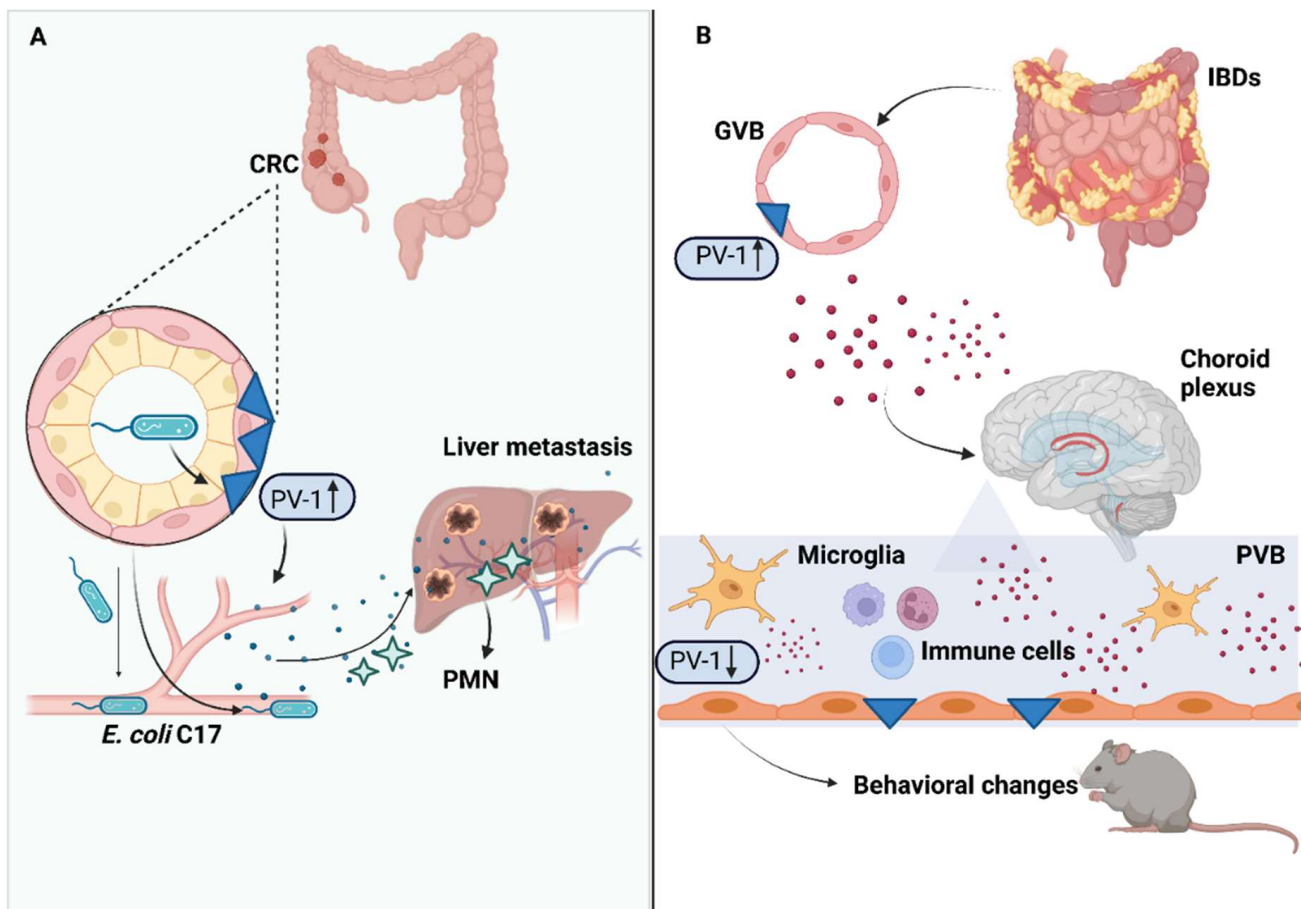 A
CRC
PV-1↑
Liver metastasis
PMN
E. coli C17
B
IBDs
GVB
PV-1↑
Choroid
plexus
Microglia
PVB
Immune cells
PV-1↓
Behavioral changes